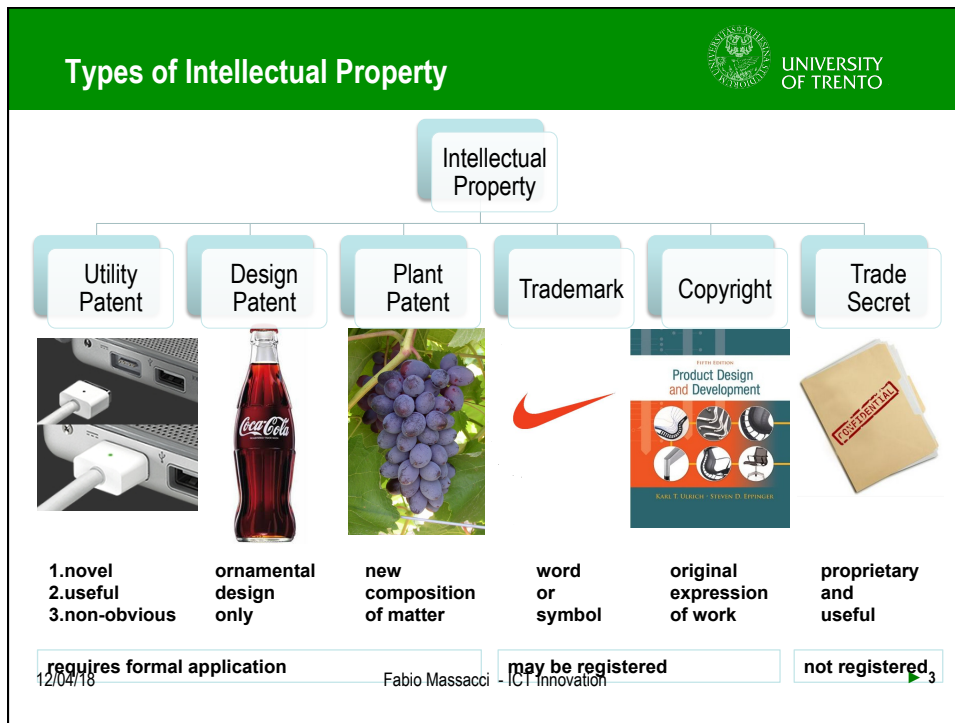 Types of Intellectual Property
UNIVERSITY
OF TRENTO
Intellectual
Property
Utility
Patent
Design
Patent
Plant
Patent
Trademark
Copyright
Trade
Secret
Coca-Cola
FIFTH EDITION
Product Design
and Development
KARL T. ULRICH · STEVEN D. EPPINGER
CONFIDENTIAL
1.novel
2.useful
3.non-obvious
ornamental
design
only
new
composition
of matter
word
or
symbol
original
expression
of work
proprietary
and
useful
requires formal application
may be registered
not registered
12/04/18
Fabio Massacci - ICT Innovation
3